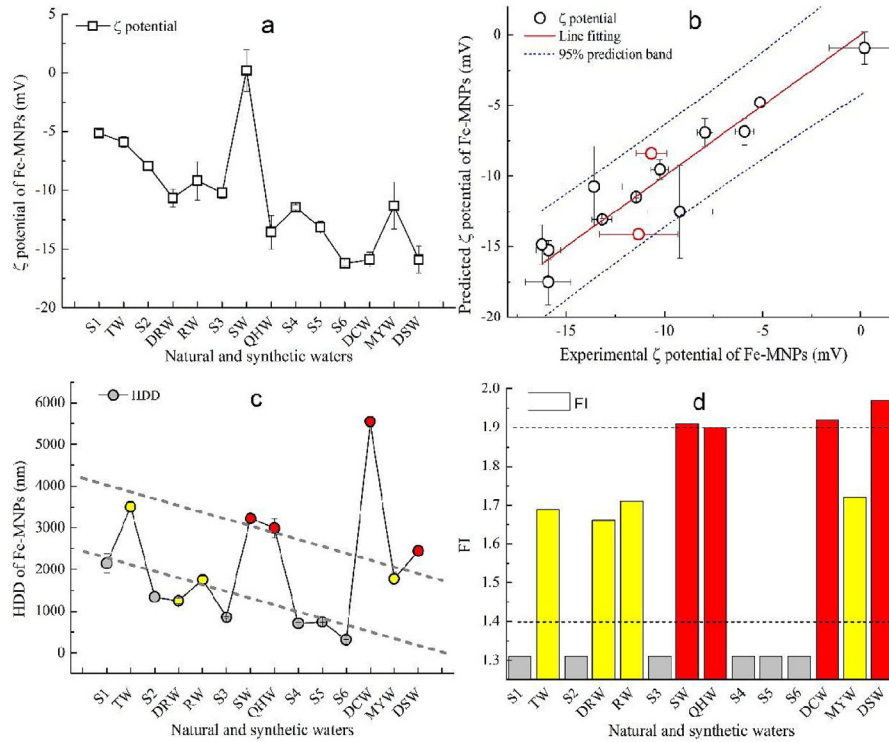 a
ζ potential
5
0
-5
-10
-15
-20
ζ potential of Fe-MNPs (mV)
S1 TW S2 DRW RW S3 SW QHW S4 S5 S6 DCW MYW DSW
Natural and synthetic waters
b
ζ potential
Line fitting
95% prediction band
0
-5
-10
-15
-20
Predicted ζ potential of Fe-MNPs (mV)
-15 -10 -5 0
Experimental ζ potential of Fe-MNPs (mV)
c
HDD
6000
5000
4000
3000
2000
1000
0
HDD of Fe-MNPs (nm)
S1 TW S2 DRW RW S3 SW QHW S4 S5 S6 DCW MYW DSW
Natural and synthetic waters
d
FI
2.0
1.9
1.8
1.7
1.6
1.5
1.4
1.3
FI
S1 TW S2 DRW RW S3 SW QHW S4 S5 S6 DCW MYW DSW
Natural and synthetic waters